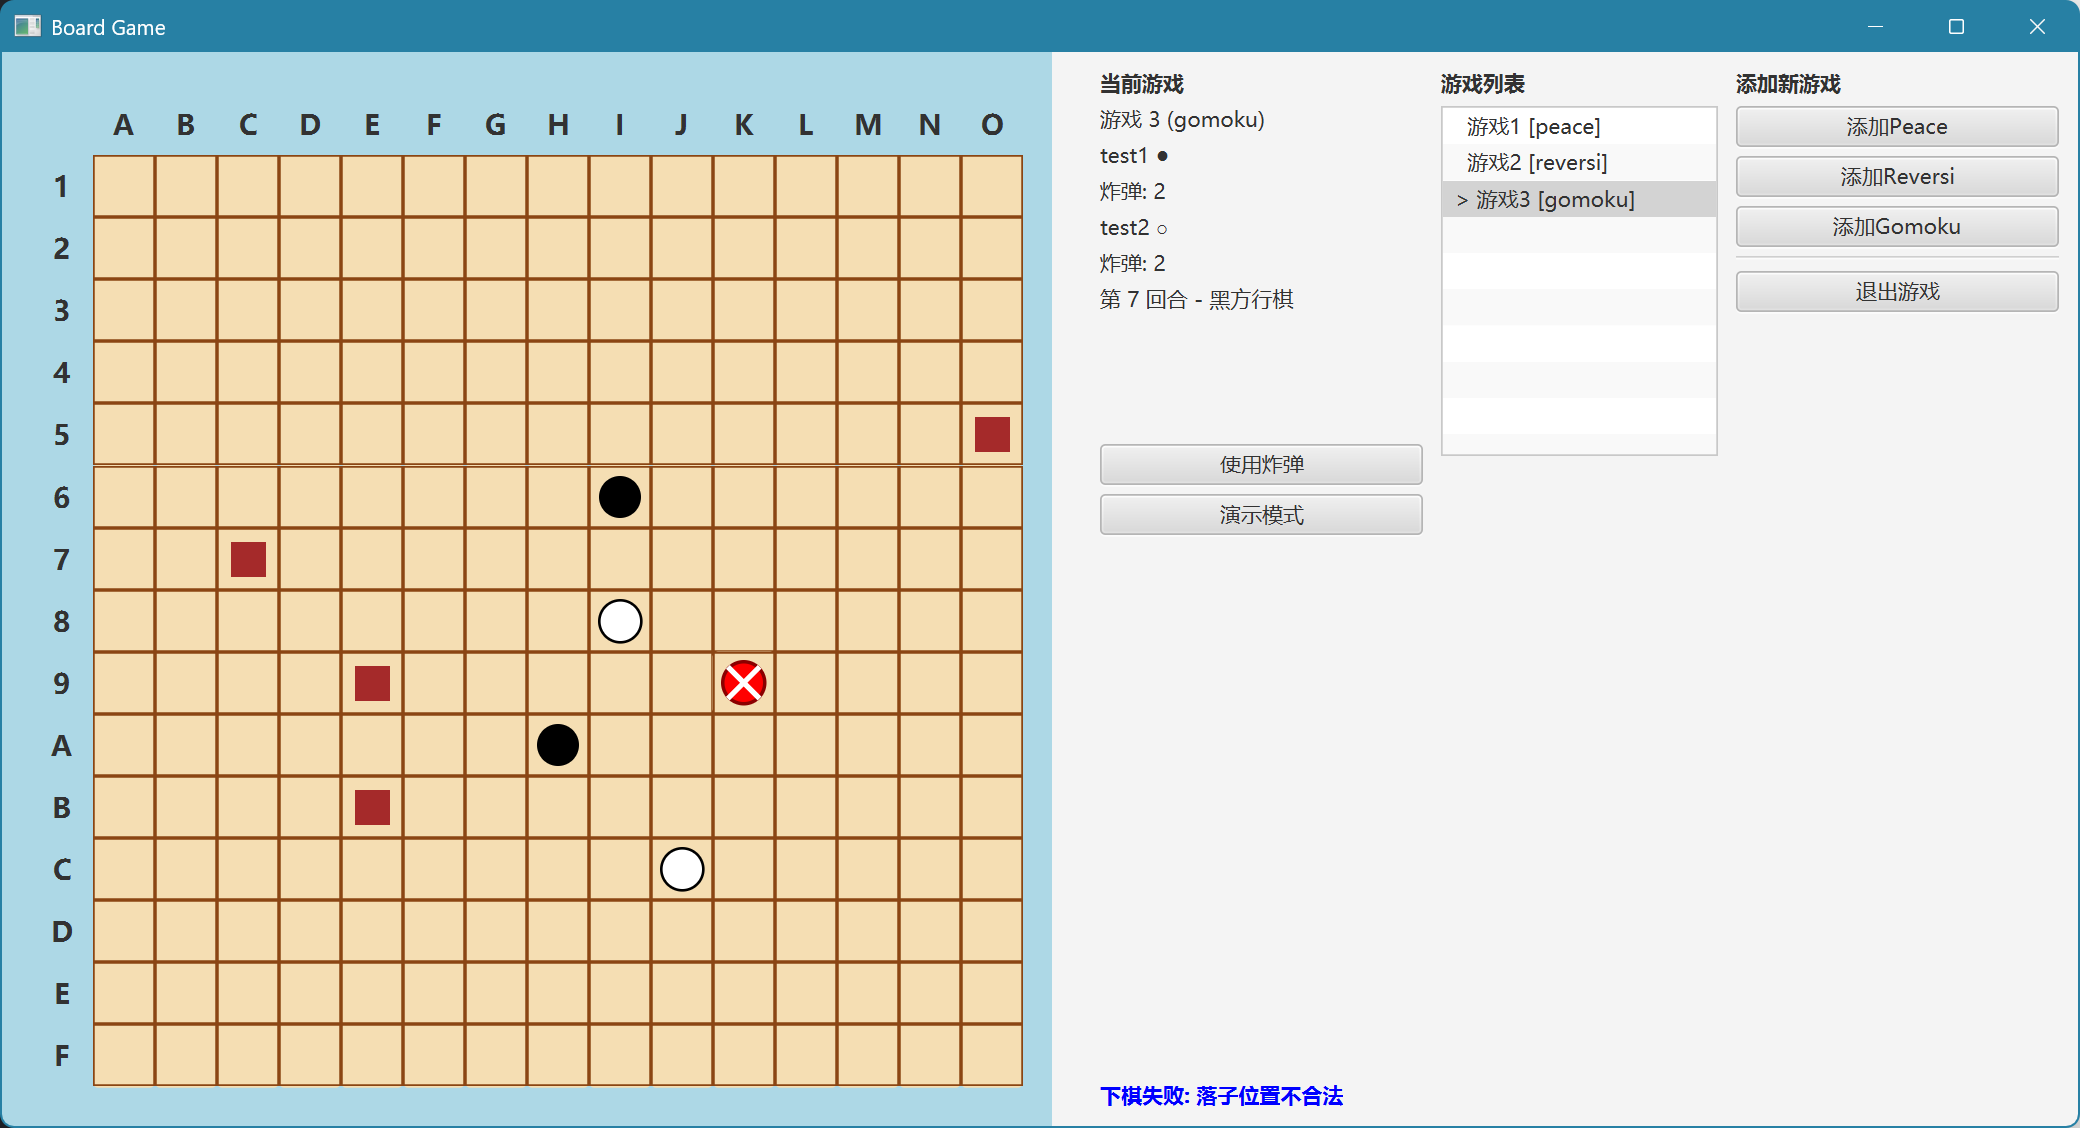 Board Game
A B C D E F G H I J K L M N O
1
2
3
4
5
6
7
8
9
A
B
C
D
E
F
当前游戏
游戏 3 (gomoku)
test1 ●
炸弹: 2
test2 ○
炸弹: 2
第 7 回合 - 黑方行棋
使用炸弹
演示模式
游戏列表
游戏1 [peace]
游戏2 [reversi]
> 游戏3 [gomoku]
添加新游戏
添加Peace
添加Reversi
添加Gomoku
退出游戏
下棋失败: 落子位置不合法